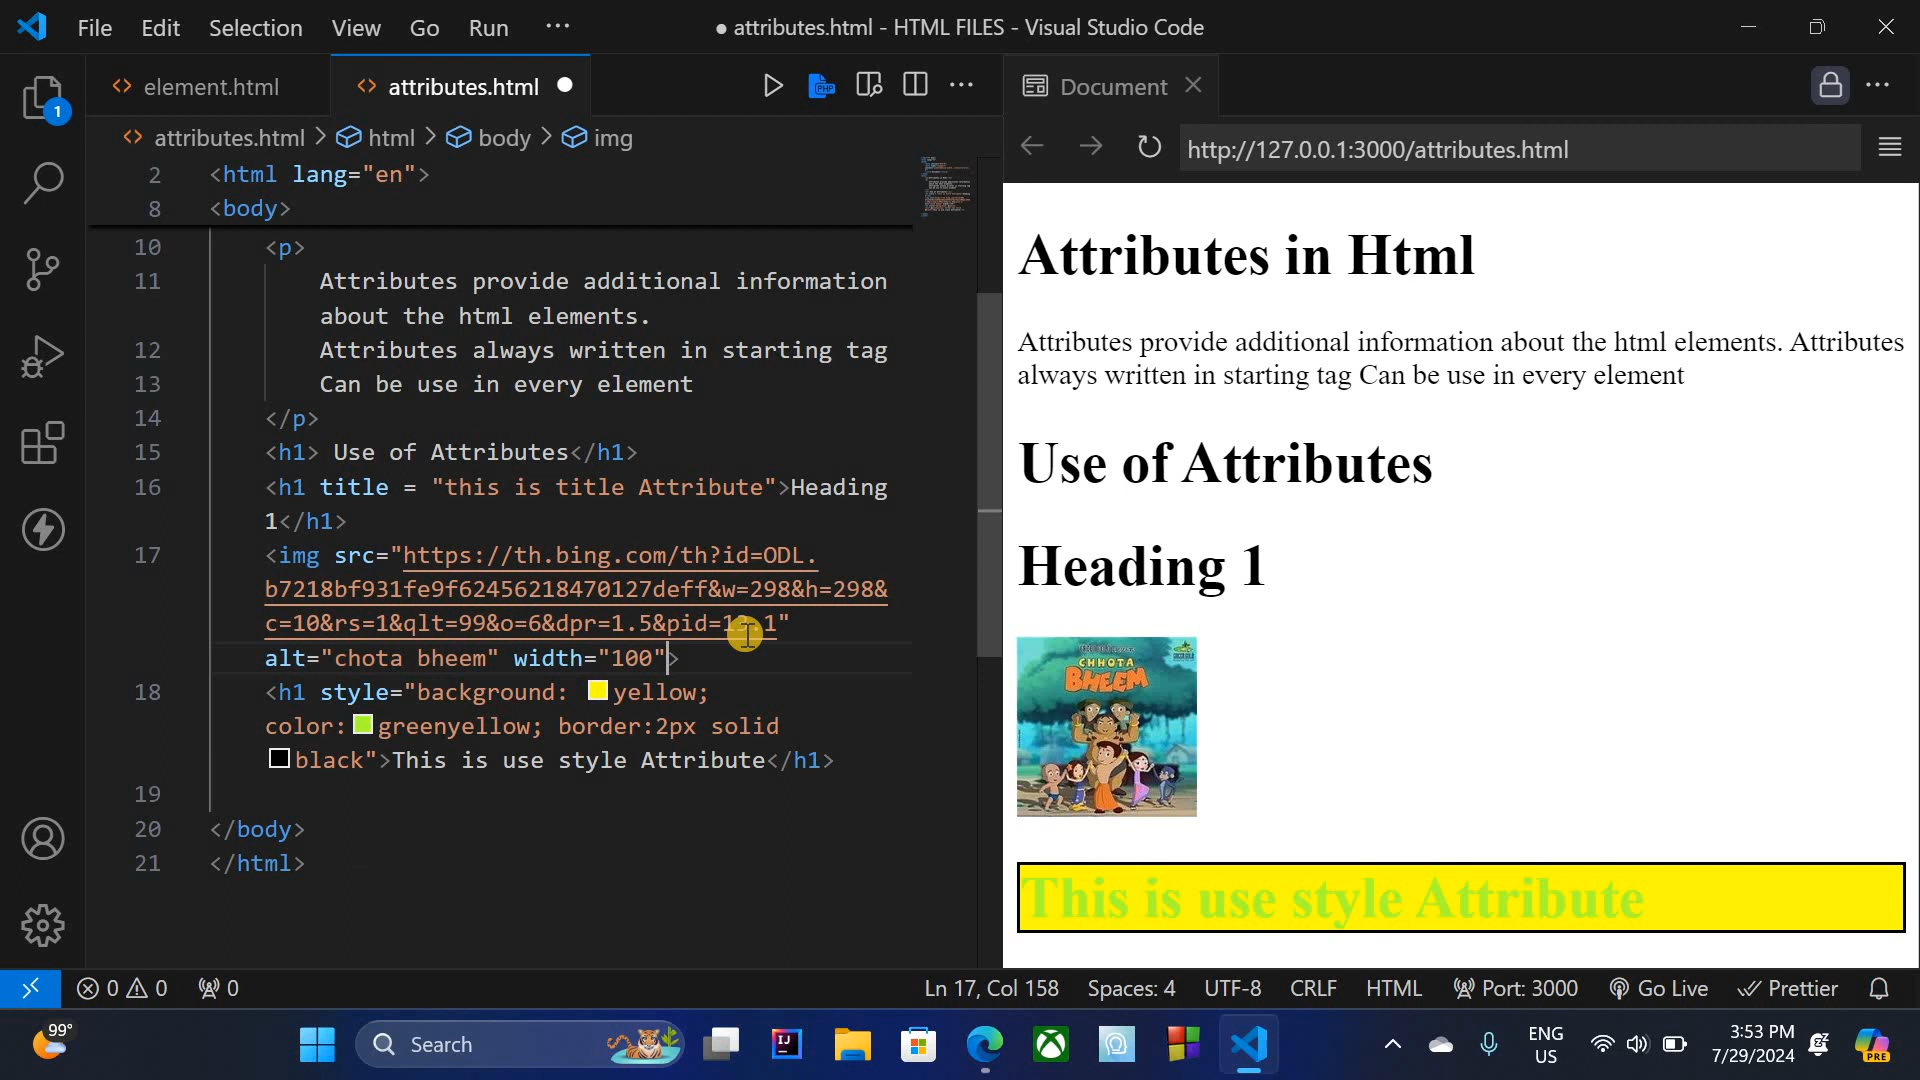 File Edit Selection View Go Run ··· ● attributes.html - HTML FILES - Visual Studio Code
1
<> element.html <> attributes.html ●
PHP
Document
<> attributes.html > html > body > img
http://127.0.0.1:3000/attributes.html
2 <html lang="en">
8 <body>
10 <p>
11 Attributes provide additional information
about the html elements.
12 Attributes always written in starting tag
13 Can be use in every element
14 </p>
15 <h1> Use of Attributes</h1>
16 <h1 title = "this is title Attribute">Heading
1</h1>
17 <img src="https://th.bing.com/th?id=ODL.
b7218bf931fe9f62456218470127deff&w=298&h=298&
c=10&rs=1&qlt=99&o=6&dpr=1.5&pid=13.1"
alt="chota bheem" width="100">
18 <h1 style="background: yellow;
color:greenyellow; border:2px solid
black">This is use style Attribute</h1>
19
20 </body>
21 </html>
Attributes in Html
Attributes provide additional information about the html elements. Attributes
always written in starting tag Can be use in every element
Use of Attributes
Heading 1
CHHOTA
BHEEM
This is use style Attribute
0 0 0 Ln 17, Col 158 Spaces: 4 UTF-8 CRLF HTML Port: 3000 Go Live Prettier
99° Search IJ ENG
US 3:53 PM
7/29/2024 PRE